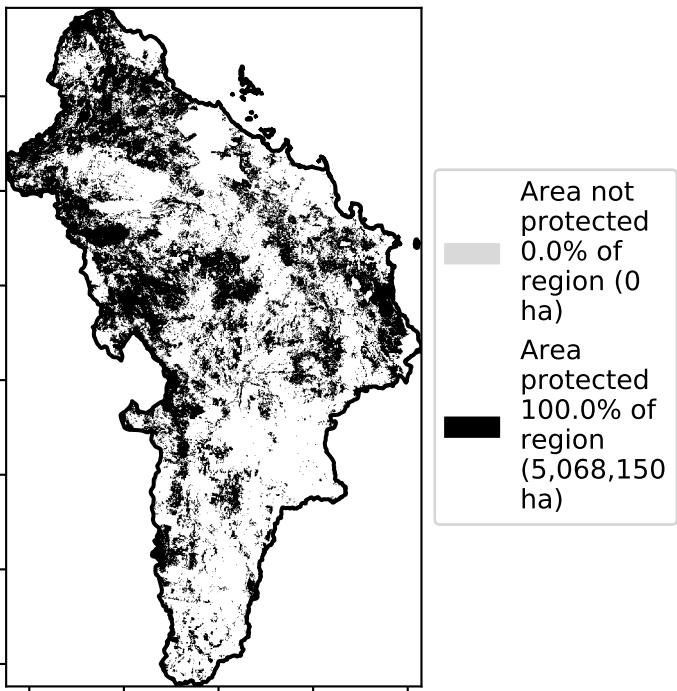 Area not
protected
0.0% of
region (0
ha)
Area
protected
100.0% of
region
(5,068,150
ha)